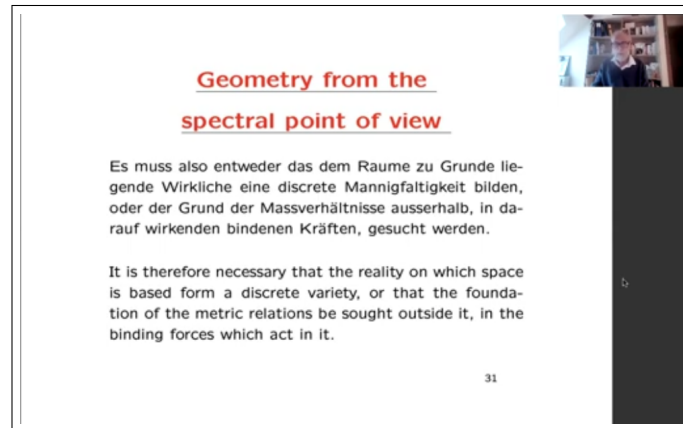 Geometry from the
spectral point of view
Es muss also entweder das dem Raume zu Grunde lie-
gende Wirkliche eine discrete Mannigfaltigkeit bilden,
oder der Grund der Massverhältnisse ausserhalb, in da-
rauf wirkenden bindenen Kräften, gesucht werden.
It is therefore necessary that the reality on which space
is based form a discrete variety, or that the founda-
tion of the metric relations be sought outside it, in the
binding forces which act in it.
31